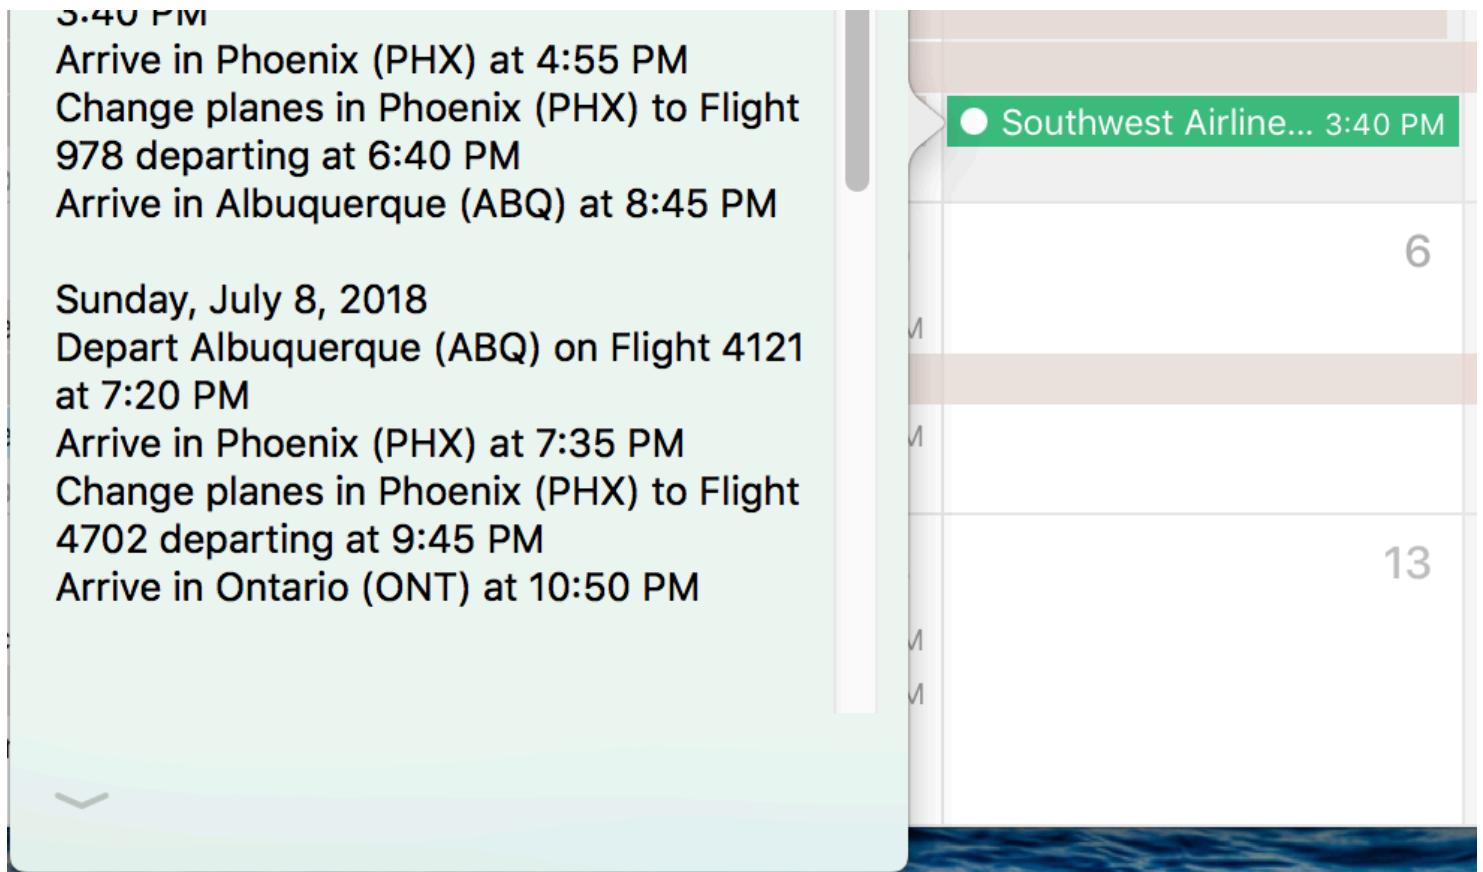 3:40 PM
Arrive in Phoenix (PHX) at 4:55 PM
Change planes in Phoenix (PHX) to Flight
978 departing at 6:40 PM
Arrive in Albuquerque (ABQ) at 8:45 PM
Sunday, July 8, 2018
Depart Albuquerque (ABQ) on Flight 4121
at 7:20 PM
Arrive in Phoenix (PHX) at 7:35 PM
Change planes in Phoenix (PHX) to Flight
4702 departing at 9:45 PM
Arrive in Ontario (ONT) at 10:50 PM
Southwest Airline... 3:40 PM
6
M
M
13
M
M